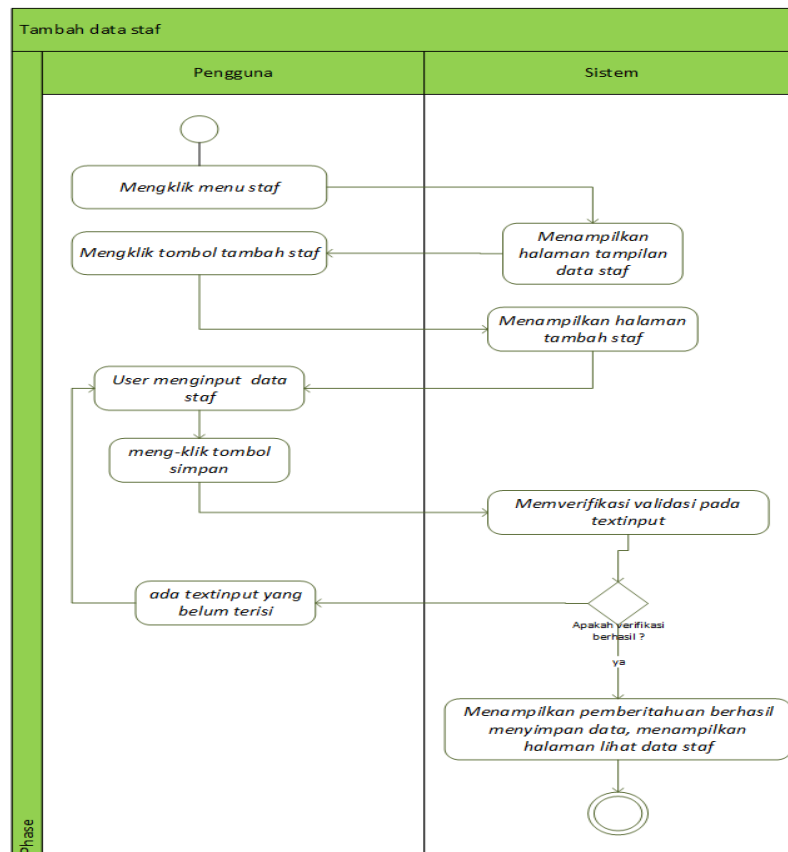 Tambah data staf
Pengguna
Sistem
Mengklik menu staf
Menampilkan
halaman tampilan
data staf
Mengklik tombol tambah staf
Menampilkan halaman
tambah staf
User menginput data
staf
meng-klik tombol
simpan
Memverifikasi validasi pada
textinput
ada textinput yang
belum terisi
Apakah verifikasi
berhasil ?
ya
Menampilkan pemberitahuan berhasil
menyimpan data, menampilkan
halaman lihat data staf
Phase